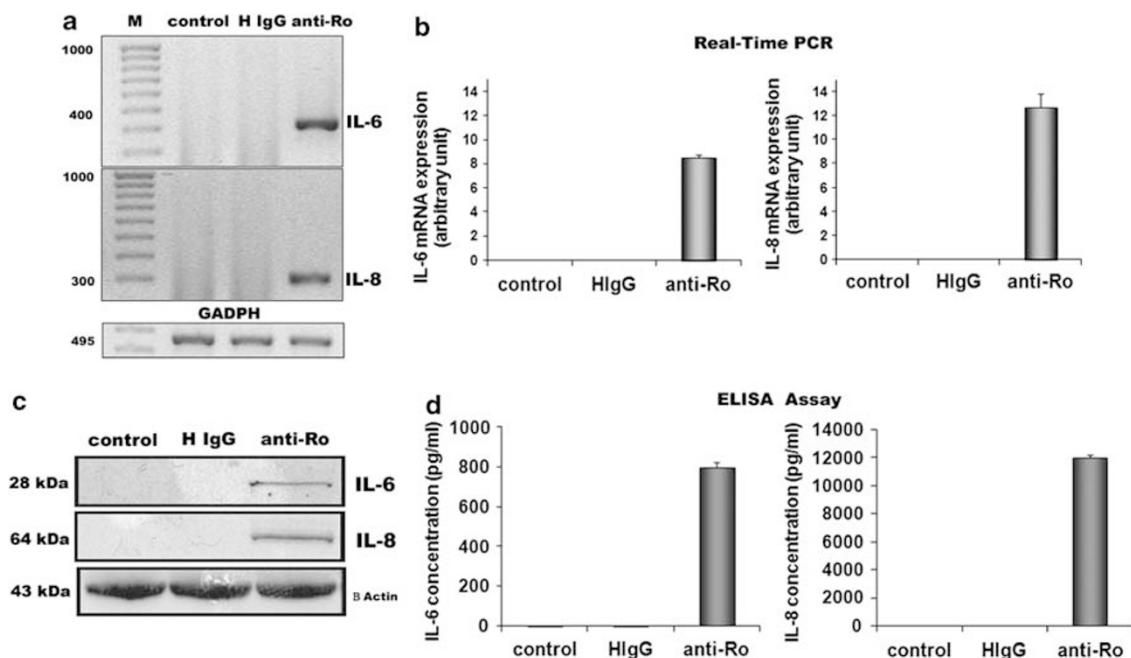 a
M control H IgG anti-Ro
1000
400
IL-6
1000
300
IL-8
GADPH
495
b
Real-Time PCR
IL-6 mRNA expression
(arbitrary unit)
14
12
10
8
6
4
2
0
control HIgG anti-Ro
IL-8 mRNA expression
(arbitrary unit)
14
12
10
8
6
4
2
0
control HIgG anti-Ro
c
control H IgG anti-Ro
28 kDa IL-6
64 kDa IL-8
43 kDa B Actin
d
ELISA Assay
IL-6 concentration (pg/ml)
1000
800
600
400
200
0
control HIgG anti-Ro
IL-8 concentration (pg/ml)
14000
12000
10000
8000
6000
4000
2000
0
control HIgG anti-Ro